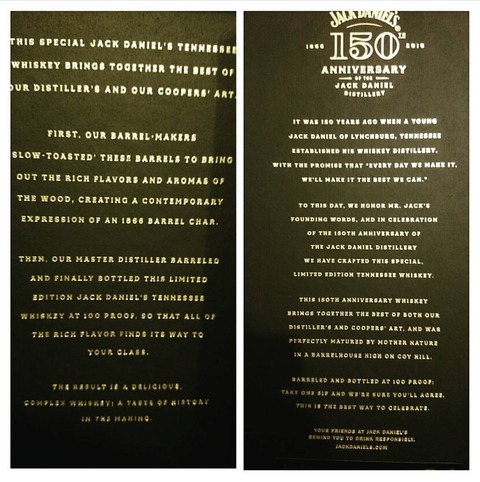 THIS SPECIAL JACK DANIEL'S TENNESSEE
WHISKEY BRINGS TOGETHER THE BEST OF
OUR DISTILLER'S AND OUR COOPERS' ART.
FIRST, OUR BARREL-MAKERS
'SLOW-TOASTED' THESE BARRELS TO BRING
OUT THE RICH FLAVORS AND AROMAS OF
THE WOOD, CREATING A CONTEMPORARY
EXPRESSION OF AN 1866 BARREL CHAR.
THEN, OUR MASTER DISTILLER BARRELED
AND FINALLY BOTTLED THIS LIMITED
EDITION JACK DANIEL'S TENNESSEE
WHISKEY AT 100 PROOF, SO THAT ALL OF
THE RICH FLAVOR FINDS ITS WAY TO
YOUR GLASS.
THE RESULT IS A DELICIOUS,
COMPLEX WHISKEY; A TASTE OF HISTORY
IN THE MAKING.
JACK DANIEL'S
1866 150TH 2016
ANNIVERSARY
OF THE
JACK DANIEL
DISTILLERY
IT WAS 150 YEARS AGO WHEN A YOUNG
JACK DANIEL OF LYNCHBURG, TENNESSEE
ESTABLISHED HIS WHISKEY DISTILLERY,
WITH THE PROMISE THAT "EVERY DAY WE MAKE IT,
WE'LL MAKE IT THE BEST WE CAN."
TO THIS DAY, WE HONOR MR. JACK'S
FOUNDING WORDS, AND IN CELEBRATION
OF THE 150TH ANNIVERSARY OF
THE JACK DANIEL DISTILLERY
WE HAVE CRAFTED THIS SPECIAL,
LIMITED EDITION TENNESSEE WHISKEY.
THIS 150TH ANNIVERSARY WHISKEY
BRINGS TOGETHER THE BEST OF BOTH OUR
DISTILLER'S AND COOPERS' ART, AND WAS
PERFECTLY MATURED BY MOTHER NATURE
IN A BARRELHOUSE HIGH ON COY HILL.
BARRELED AND BOTTLED AT 100 PROOF;
TAKE ONE SIP AND WE'RE SURE YOU'LL AGREE,
THIS IS THE BEST WAY TO CELEBRATE.
YOUR FRIENDS AT JACK DANIEL'S
REMIND YOU TO DRINK RESPONSIBLY.
JACKDANIELS.COM